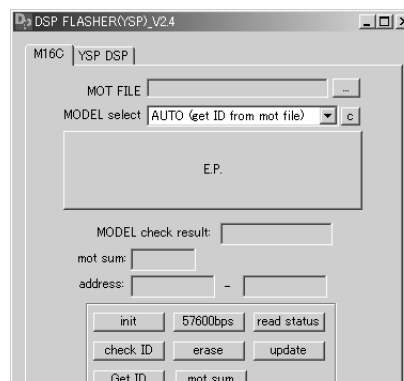 DSP FLASHER(YSP)_V2.4
M16C YSP DSP
MOT FILE ...
MODEL select AUTO (get ID from mot file) c
E.P.
MODEL check result:
mot sum:
address: -
init 57600bps read status
check ID erase update
Get ID mot sum